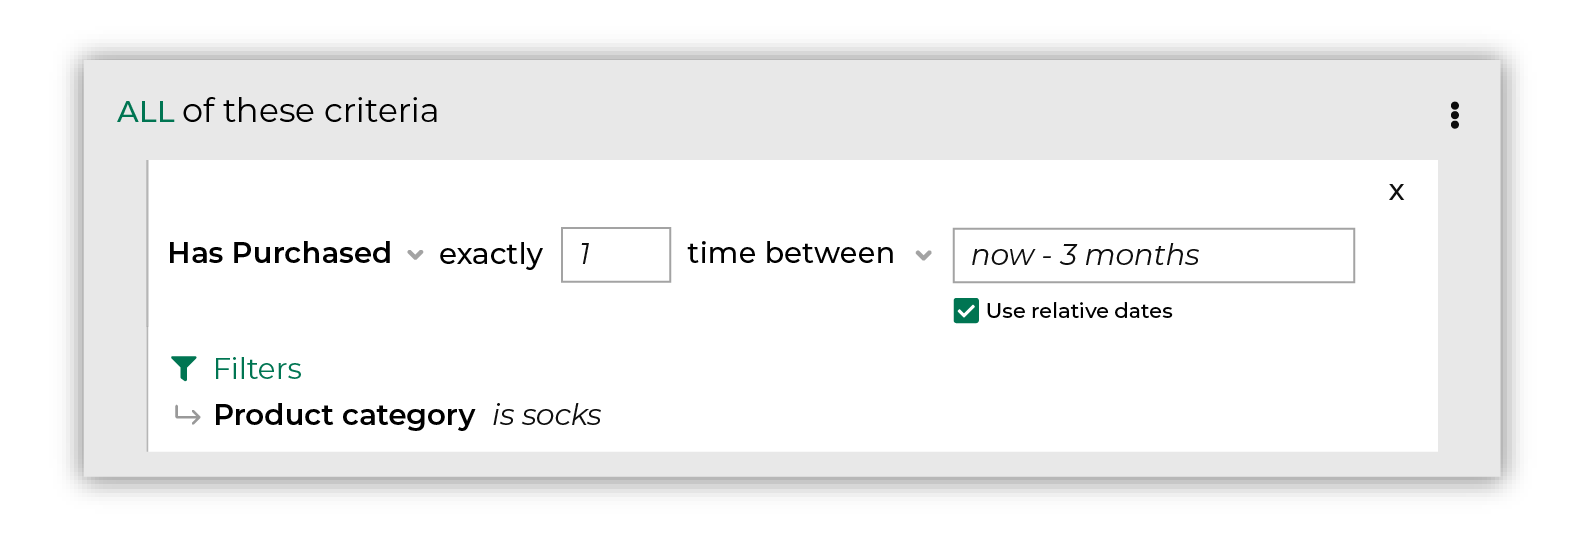 ALL of these criteria
x
Has Purchased exactly 1 time between now - 3 months
Use relative dates
Filters
Product category is socks